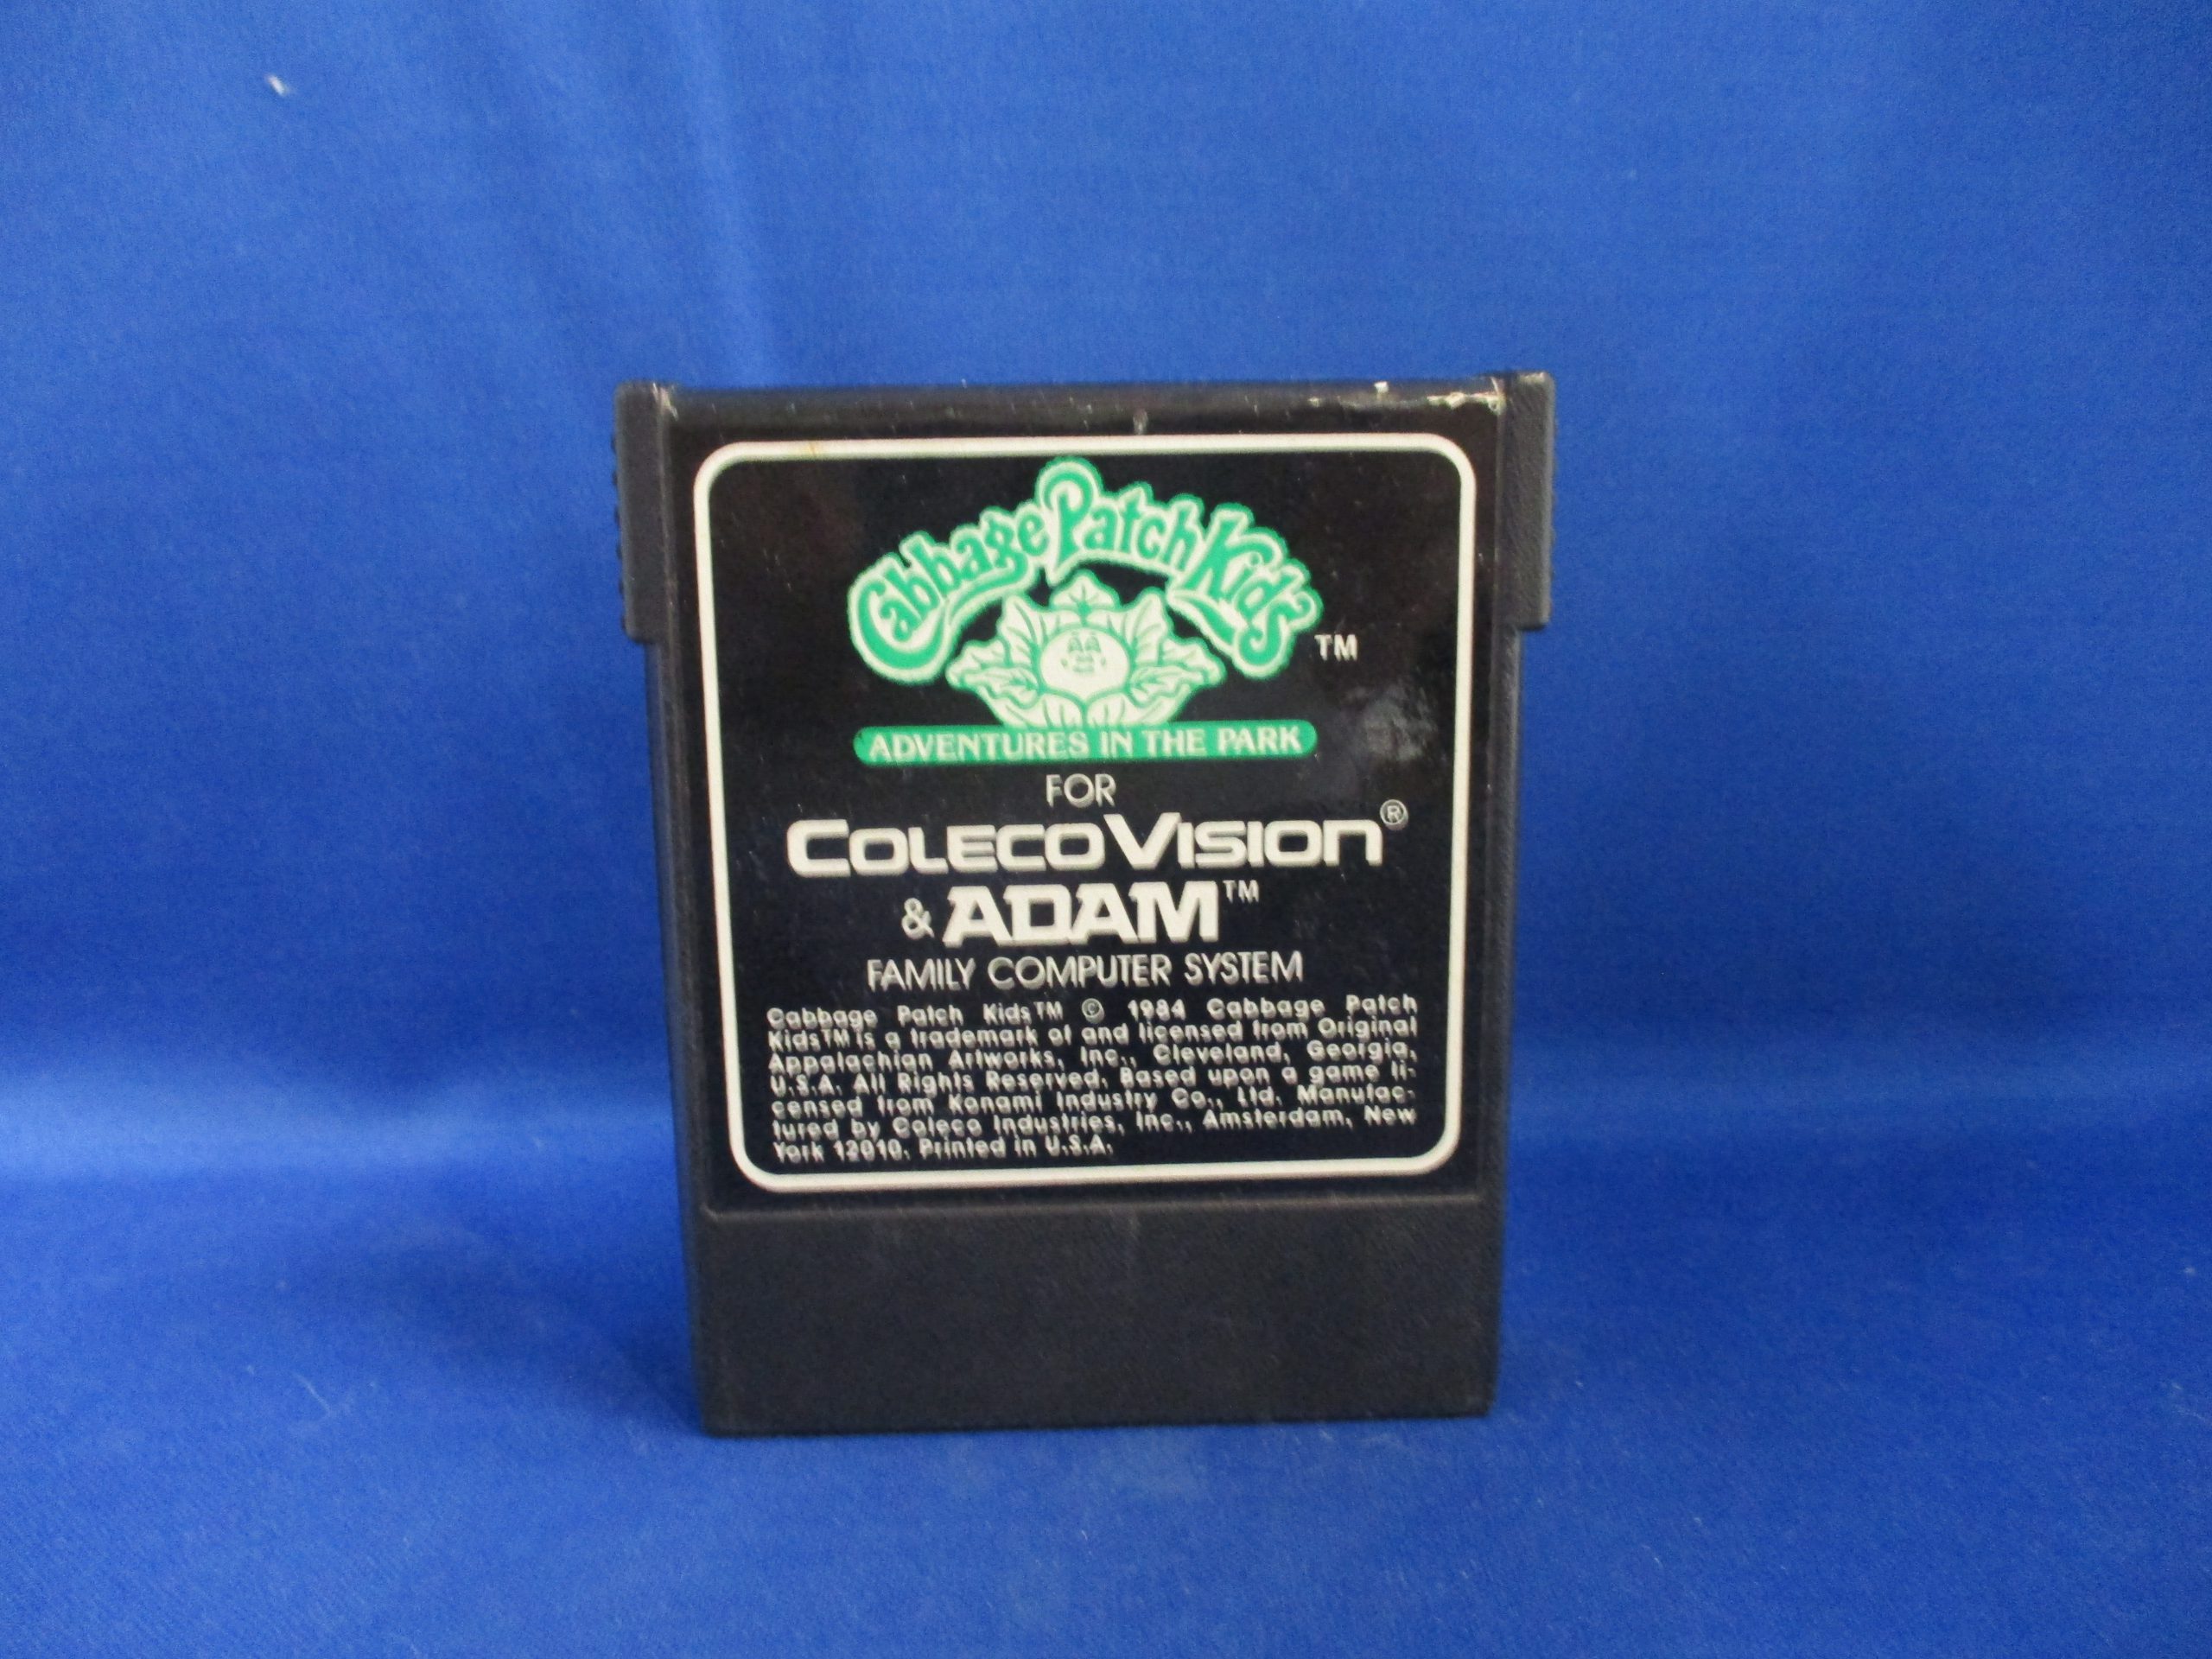 Cabbage Patch Kids TM
ADVENTURES IN THE PARK
FOR
COLECOVISION®
& ADAM™
FAMILY COMPUTER SYSTEM
Cabbage Patch Kids™ © 1984 Cabbage Patch
Kids™ is a trademark of and licensed from Original
Appalachian Artworks, Inc., Cleveland, Georgia,
U.S.A. All Rights Reserved. Based upon a game li-
censed from Konami Industry Co., Ltd. Manufac-
tured by Coleco Industries, Inc., Amsterdam, New
York 12010. Printed in U.S.A.